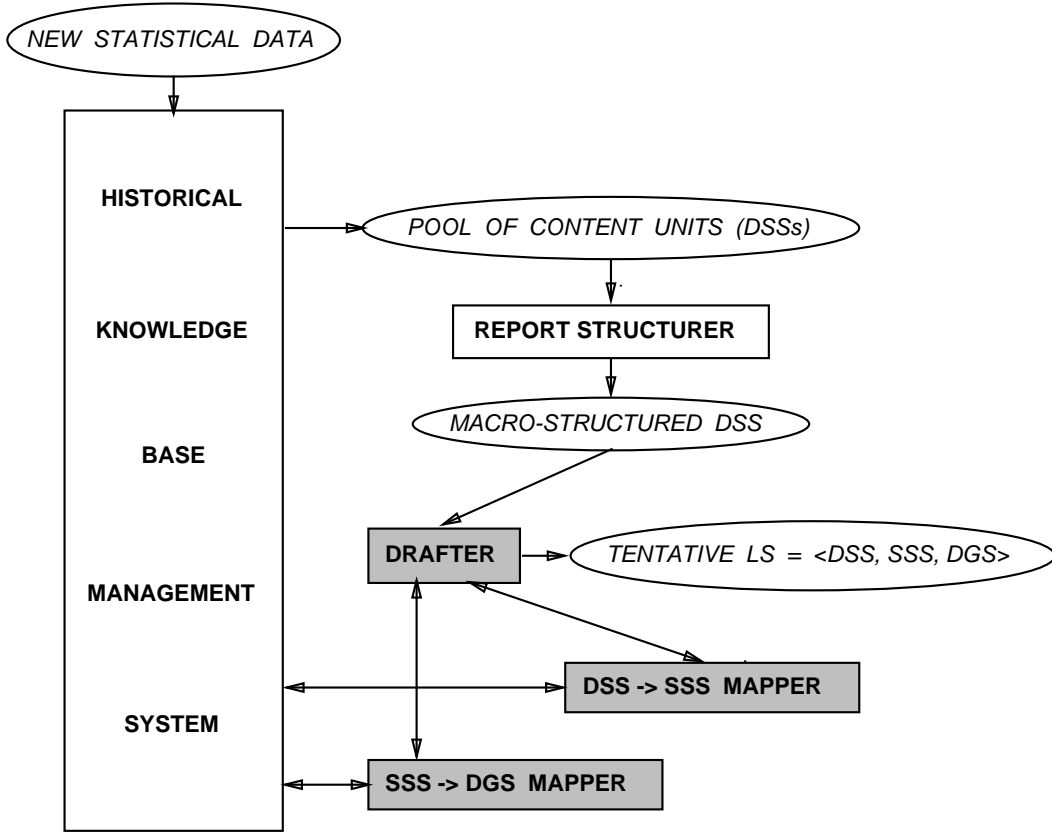 NEW STATISTICAL DATA
HISTORICAL
POOL OF CONTENT UNITS (DSSs)
KNOWLEDGE
REPORT STRUCTURER
MACRO-STRUCTURED DSS
BASE
DRAFTER
TENTATIVE LS = <DSS, SSS, DGS>
MANAGEMENT
DSS -> SSS MAPPER
SYSTEM
SSS -> DGS MAPPER